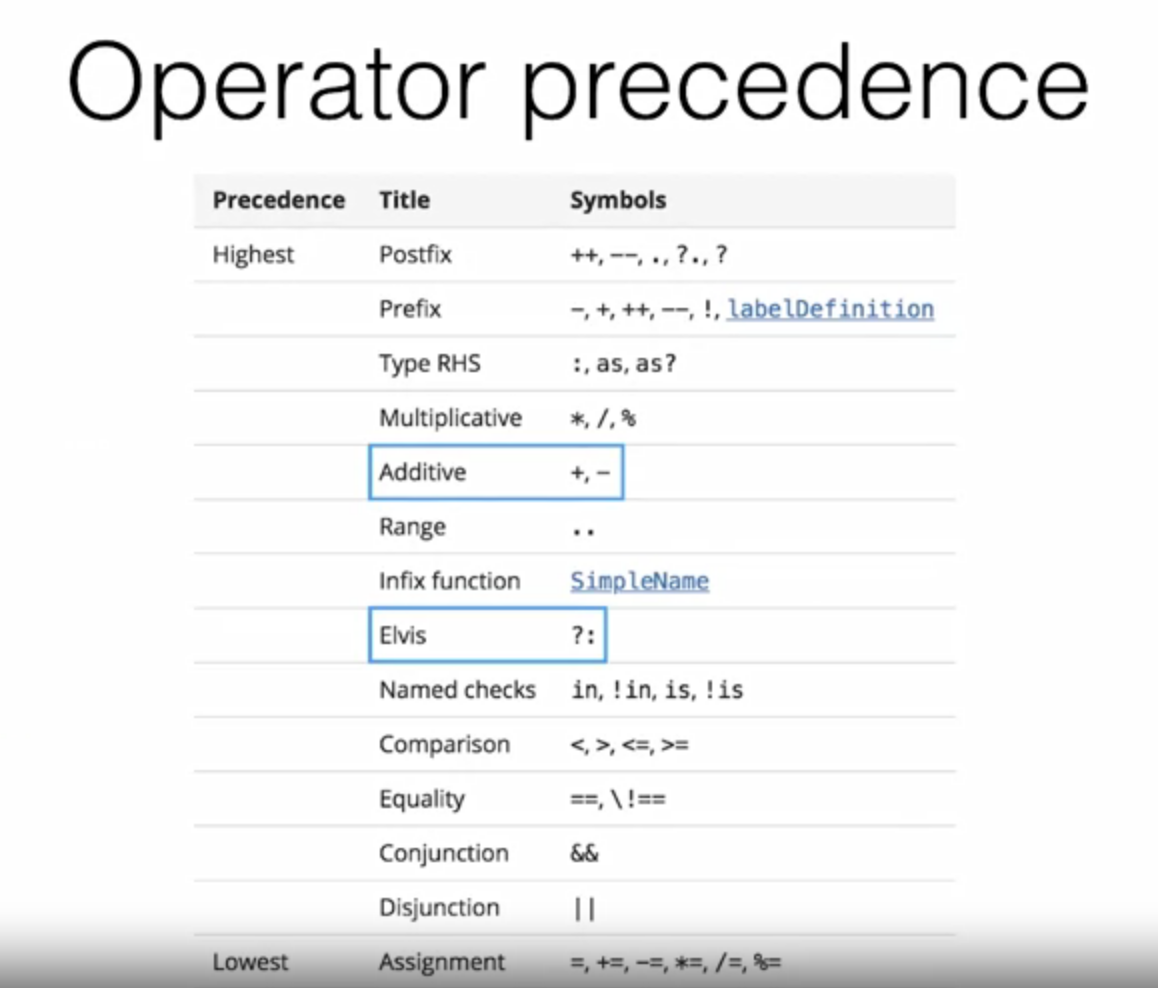 Operator precedence
Precedence Title Symbols
Highest Postfix ++, --, ., ?., ?
Prefix -, +, ++, --, !, labelDefinition
Type RHS :, as, as?
Multiplicative *, /, %
Additive +, -
Range ..
Infix function SimpleName
Elvis ?:
Named checks in, !in, is, !is
Comparison <, >, <=, >=
Equality ==, \!==
Conjunction &&
Disjunction ||
Lowest Assignment =, +=, -=, *=, /=, %=